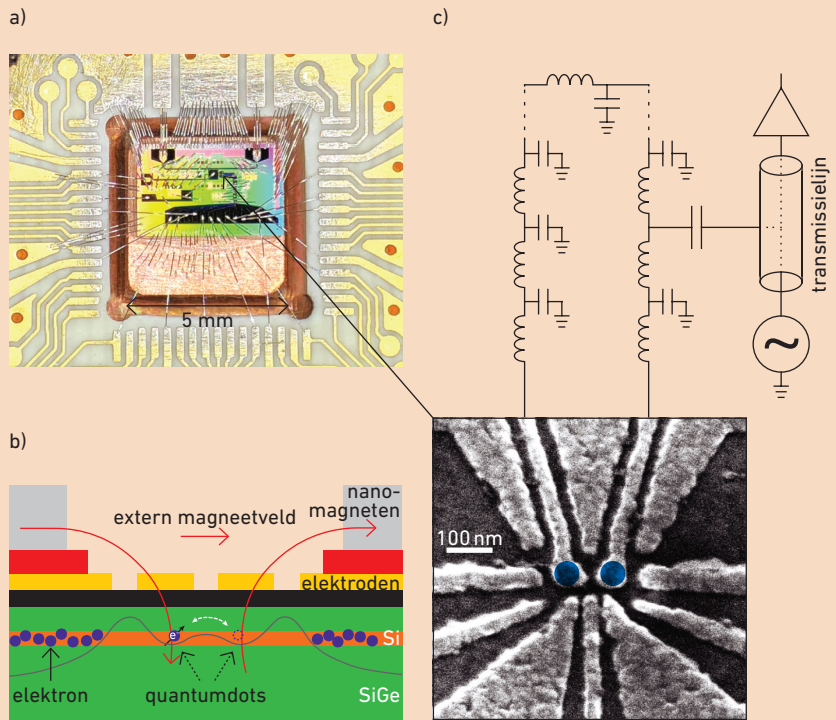 a)
5 mm
c)
transmissielijn
~
b)
nano-
magneten
extern magneetveld
elektroden
e⁻
Si
elektron
quantumdots
SiGe
100 nm